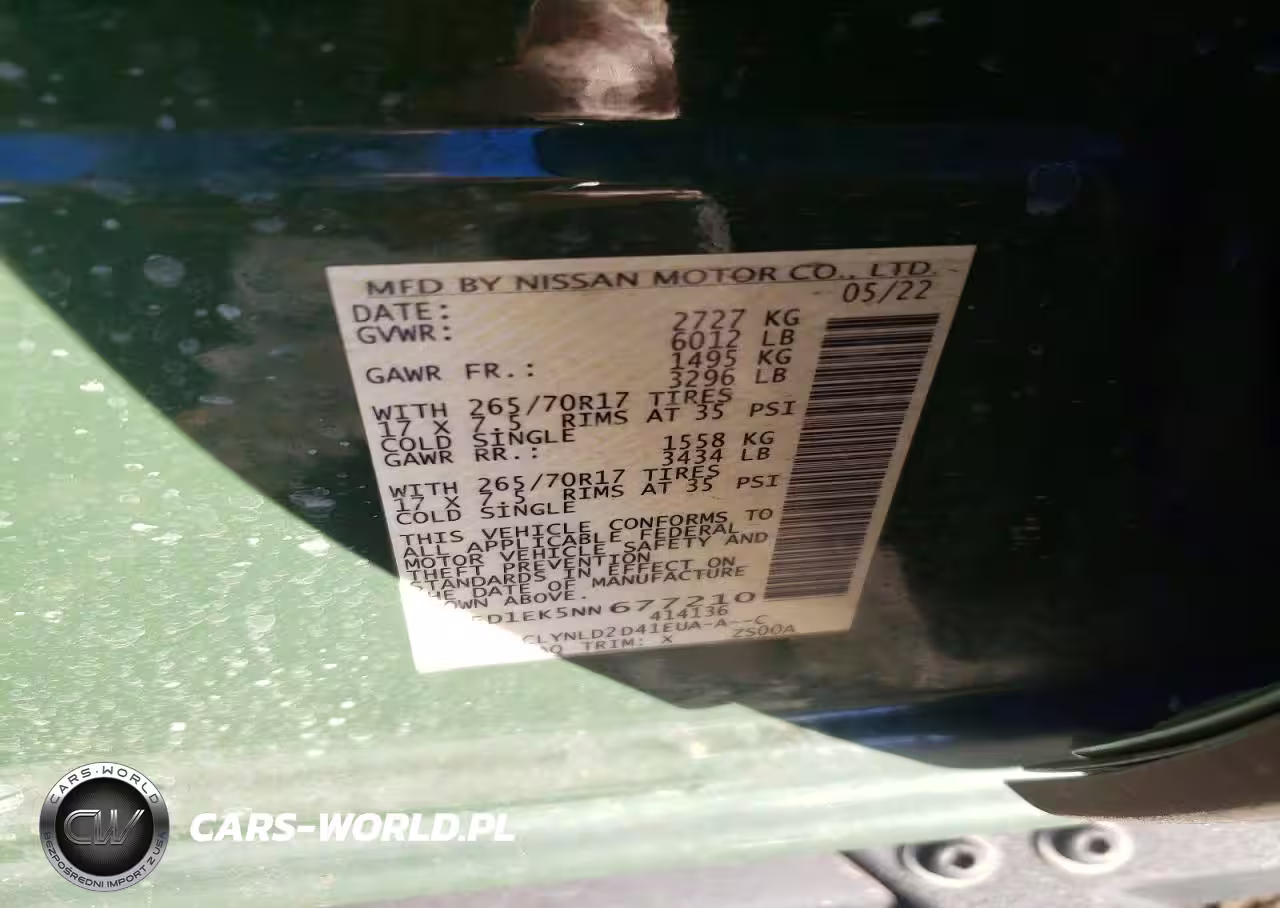 MFD BY NISSAN MOTOR CO., LTD.
DATE: 05/22
GVWR: 2727 KG
6012 LB
GAWR FR.: 1495 KG
3296 LB
WITH 265/70R17 TIRES
17 X 7.5 RIMS AT 35 PSI
COLD SINGLE
GAWR RR.: 1558 KG
3434 LB
WITH 265/70R17 TIRES
17 X 7.5 RIMS AT 35 PSI
COLD SINGLE
THIS VEHICLE CONFORMS TO
ALL APPLICABLE FEDERAL
MOTOR VEHICLE SAFETY AND
THEFT PREVENTION
STANDARDS IN EFFECT ON
THE DATE OF MANUFACTURE
SHOWN ABOVE.
ED1EK5NN677210
414136
CLYNLD2D41EUA-A--C
TRIM: X ZS00A
CARS-WORLD
CW
BEZPOŚREDNI IMPORT Z USA
CARS-WORLD.PL